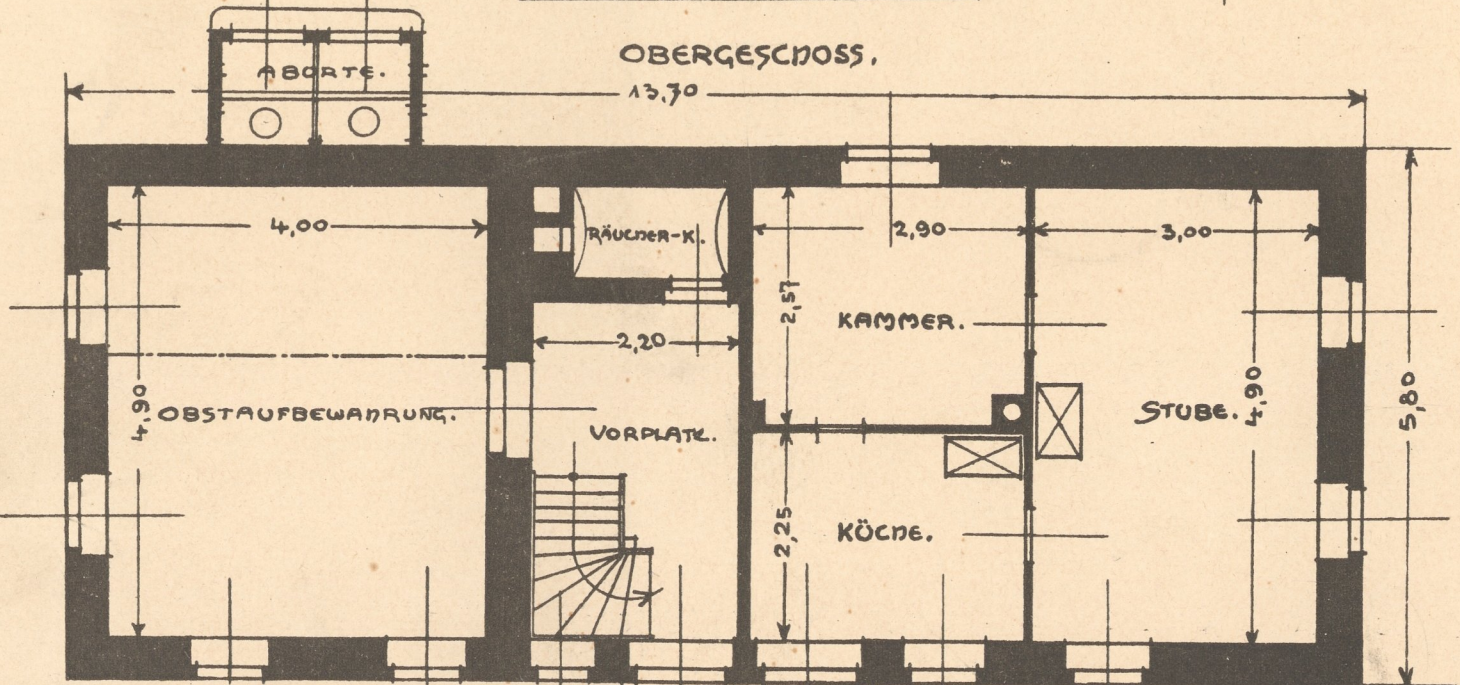 OBERGESCHOSS.
ABORTE.
13,70
4,00
RÄUCHER-K.
2,90
3,00
2,57
KAMMER.
2,20
4,90
OBSTAUFBEWAHRUNG.
VORPLATZ.
STUBE.
4,90
5,80
2,25
KÜCHE.